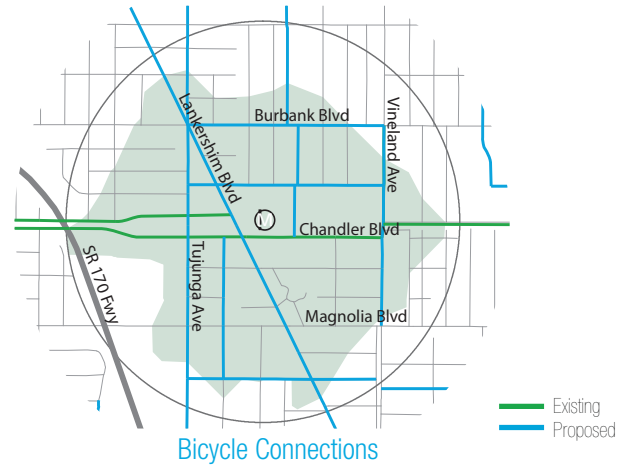 Lankershim Blvd
Burbank Blvd
Vineland Ave
M
Chandler Blvd
SR 170 Fwy
Tujunga Ave
Magnolia Blvd
Existing
Proposed
Bicycle Connections